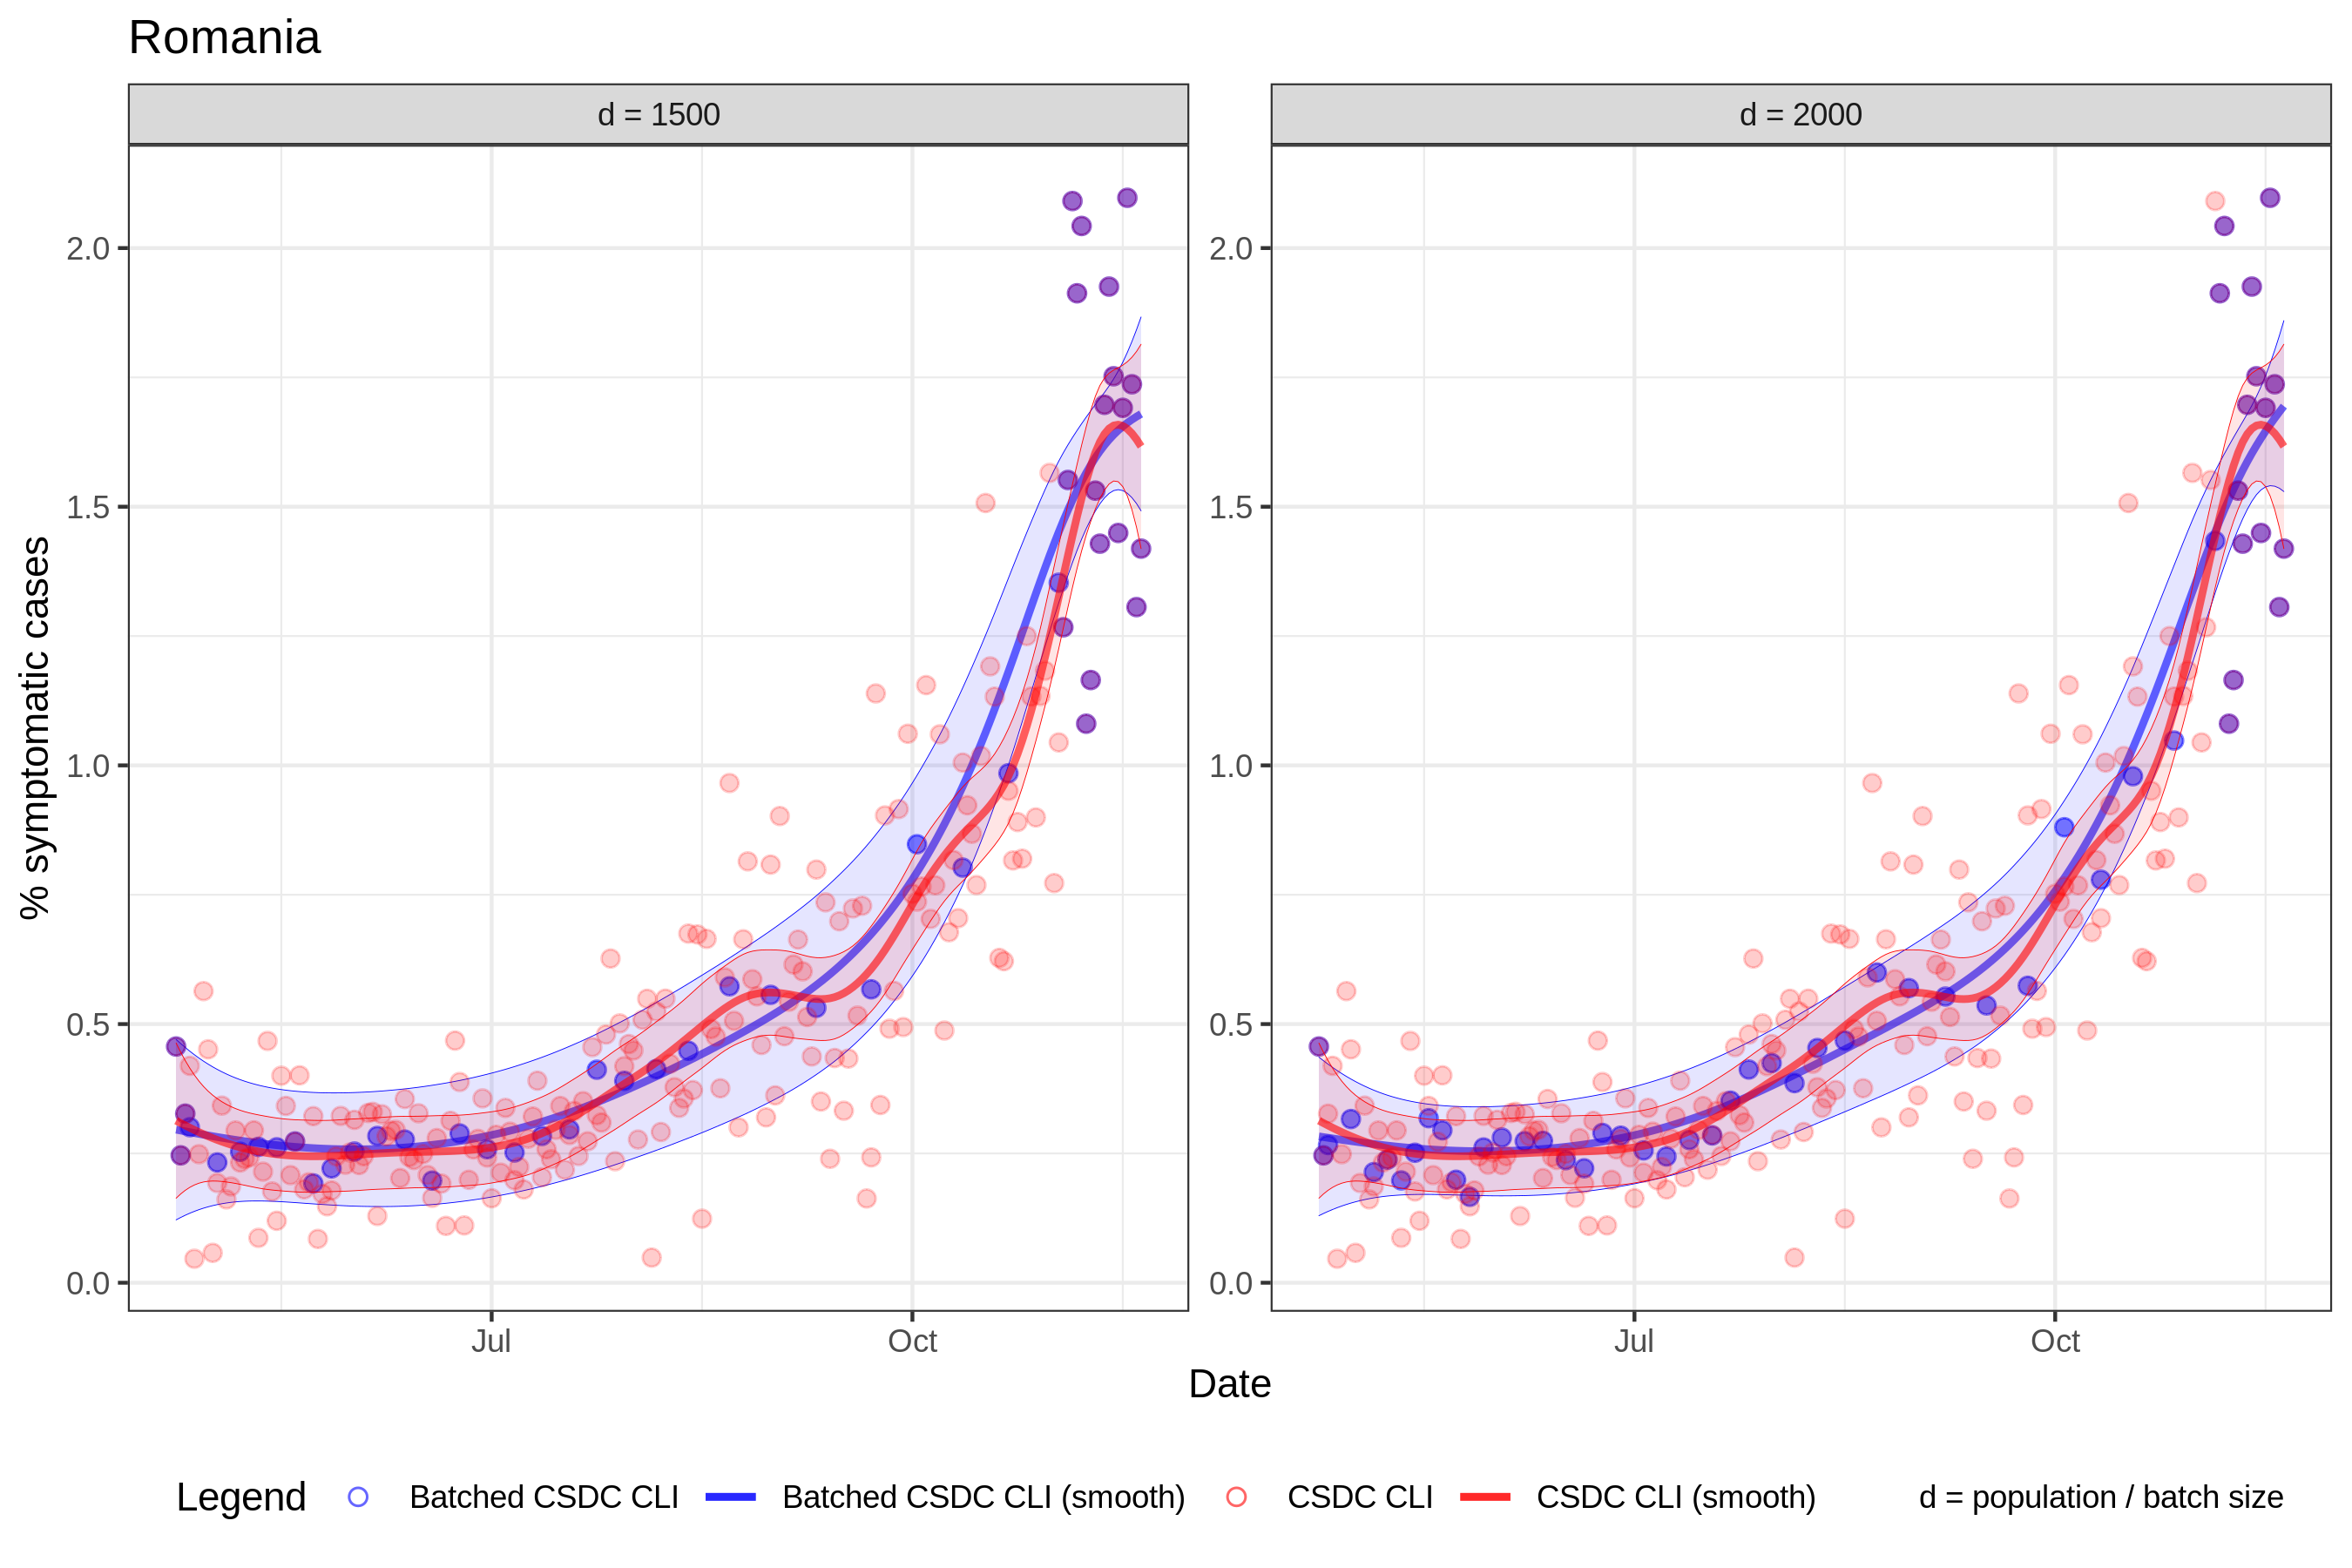 Romania
d = 1500
d = 2000
% symptomatic cases
2.0
1.5
1.0
0.5
0.0
2.0
1.5
1.0
0.5
0.0
Jul
Oct
Jul
Oct
Date
Legend
Batched CSDC CLI
Batched CSDC CLI (smooth)
CSDC CLI
CSDC CLI (smooth)
d = population / batch size